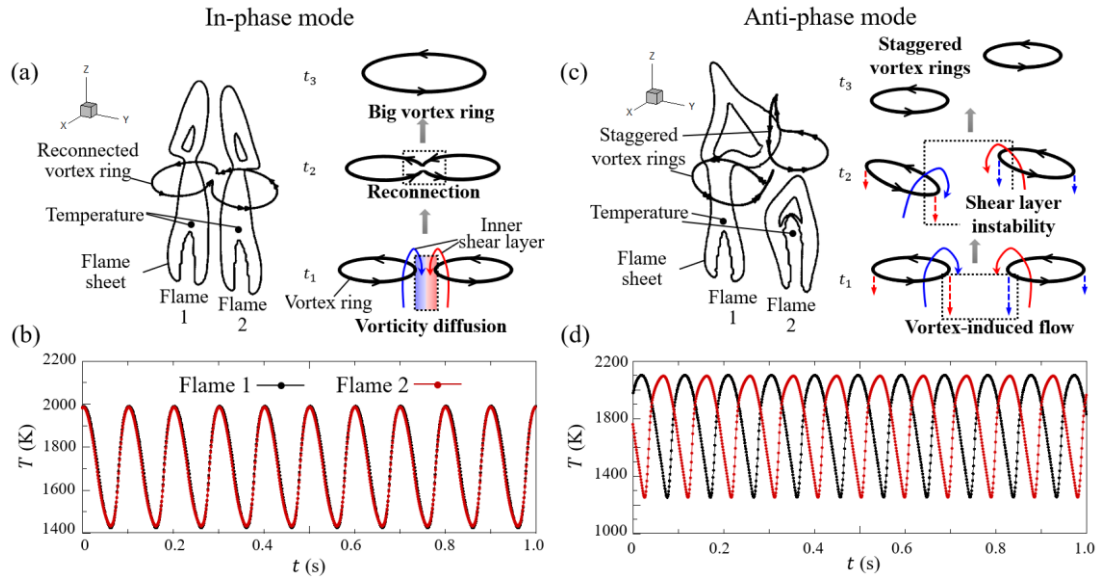 In-phase mode
Anti-phase mode
(a)
Z
X
Y
Reconnected
vortex ring
Temperature
Flame
sheet
Flame
1
Flame
2
t₃
Big vortex ring
t₂
Reconnection
Inner
shear layer
t₁
Vortex ring
Vorticity diffusion
(c)
Z
X
Y
Staggered
vortex rings
Temperature
Flame
sheet
Flame
1
Flame
2
Staggered
vortex rings
t₃
t₂
Shear layer
instability
t₁
Vortex-induced flow
(b)
2200
2000
1800
1600
1400
T (K)
Flame 1
Flame 2
0
0.2
0.4
0.6
0.8
1.0
t (s)
(d)
2200
1800
1400
1000
T (K)
0
0.2
0.4
0.6
0.8
1.0
t (s)